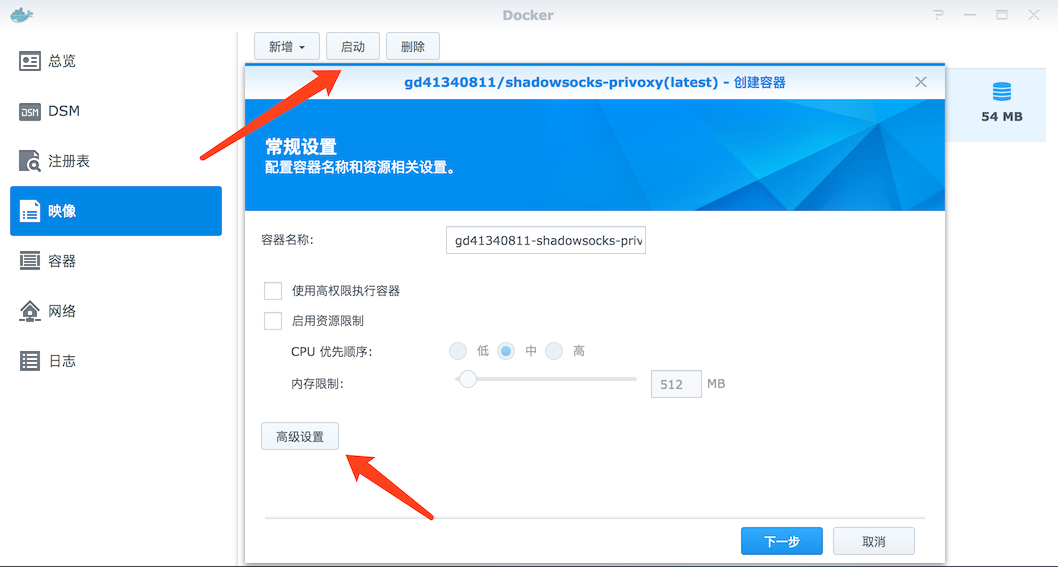 Docker
总览
DSM
DSM
注册表
映像
容器
网络
日志
新增
启动
删除
gd41340811/shadowsocks-privoxy(latest) - 创建容器
54 MB
常规设置
配置容器名称和资源相关设置。
容器名称:
gd41340811-shadowsocks-priv
使用高权限执行容器
启用资源限制
CPU 优先顺序:
低
中
高
内存限制:
512
MB
高级设置
下一步
取消